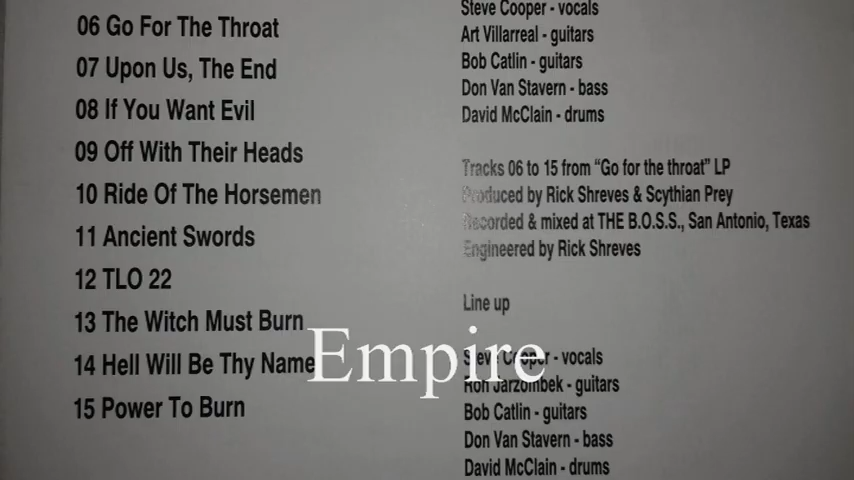 06 Go For The Throat
07 Upon Us, The End
08 If You Want Evil
09 Off With Their Heads
10 Ride Of The Horsemen
11 Ancient Swords
12 TLO 22
13 The Witch Must Burn
14 Hell Will Be Thy Name
15 Power To Burn
Steve Cooper - vocals
Art Villarreal - guitars
Bob Catlin - guitars
Don Van Stavern - bass
David McClain - drums
Tracks 06 to 15 from “Go for the throat” LP
Produced by Rick Shreves & Scythian Prey
Recorded & mixed at THE B.O.S.S., San Antonio, Texas
Engineered by Rick Shreves
Line up
Steve Cooper - vocals
Ron Jarzombek - guitars
Bob Catlin - guitars
Don Van Stavern - bass
David McClain - drums
Empire